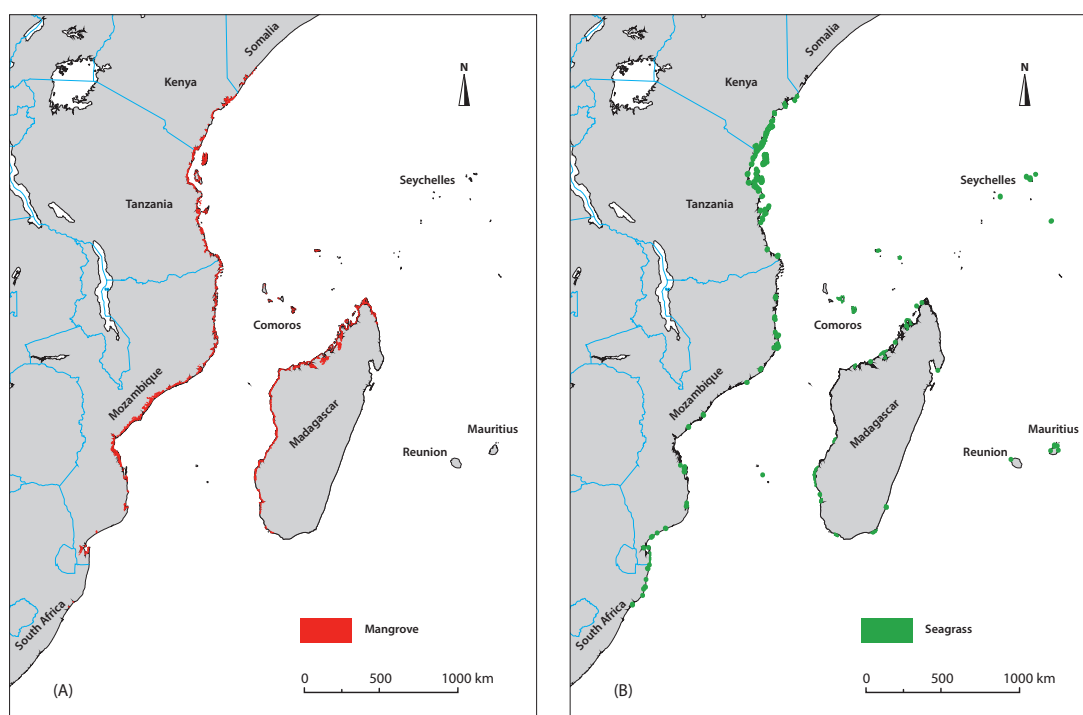 Somalia
Kenya
N
Seychelles
Tanzania
Comoros
Mozambique
Madagascar
Mauritius
Reunion
South Africa
Mangrove
0
500
1000 km
(A)
Somalia
Kenya
N
Seychelles
Tanzania
Comoros
Mozambique
Madagascar
Mauritius
Reunion
South Africa
Seagrass
0
500
1000 km
(B)